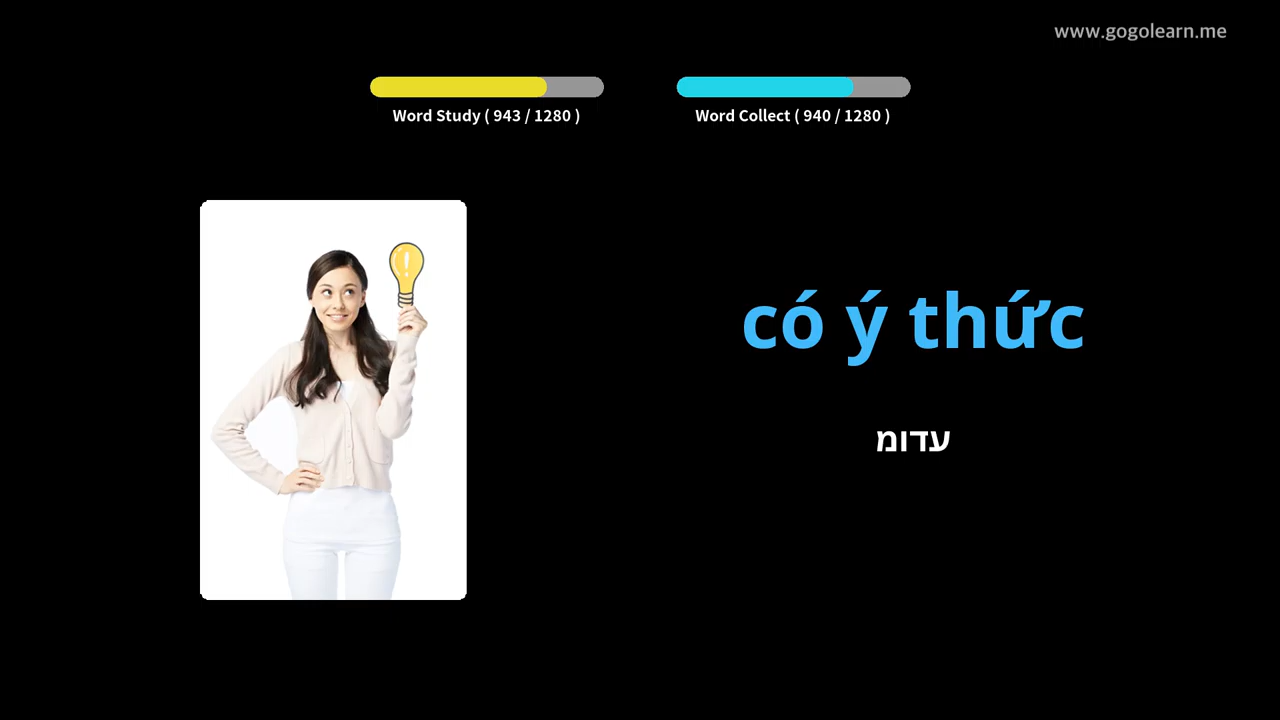 www.gogolearn.me
Word Study ( 943 / 1280 )
Word Collect ( 940 / 1280 )
có ý thức
עדומ